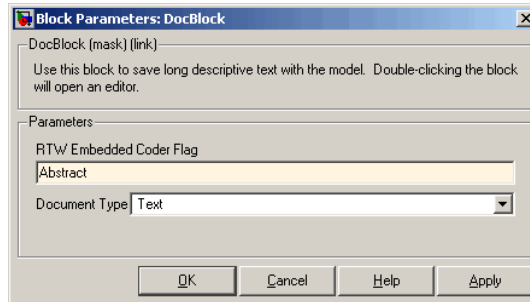 Block Parameters: DocBlock
DocBlock (mask) (link)
Use this block to save long descriptive text with the model.  Double-clicking the block
will open an editor.
Parameters
RTW Embedded Coder Flag
Abstract
Document Type Text
OK Cancel Help Apply